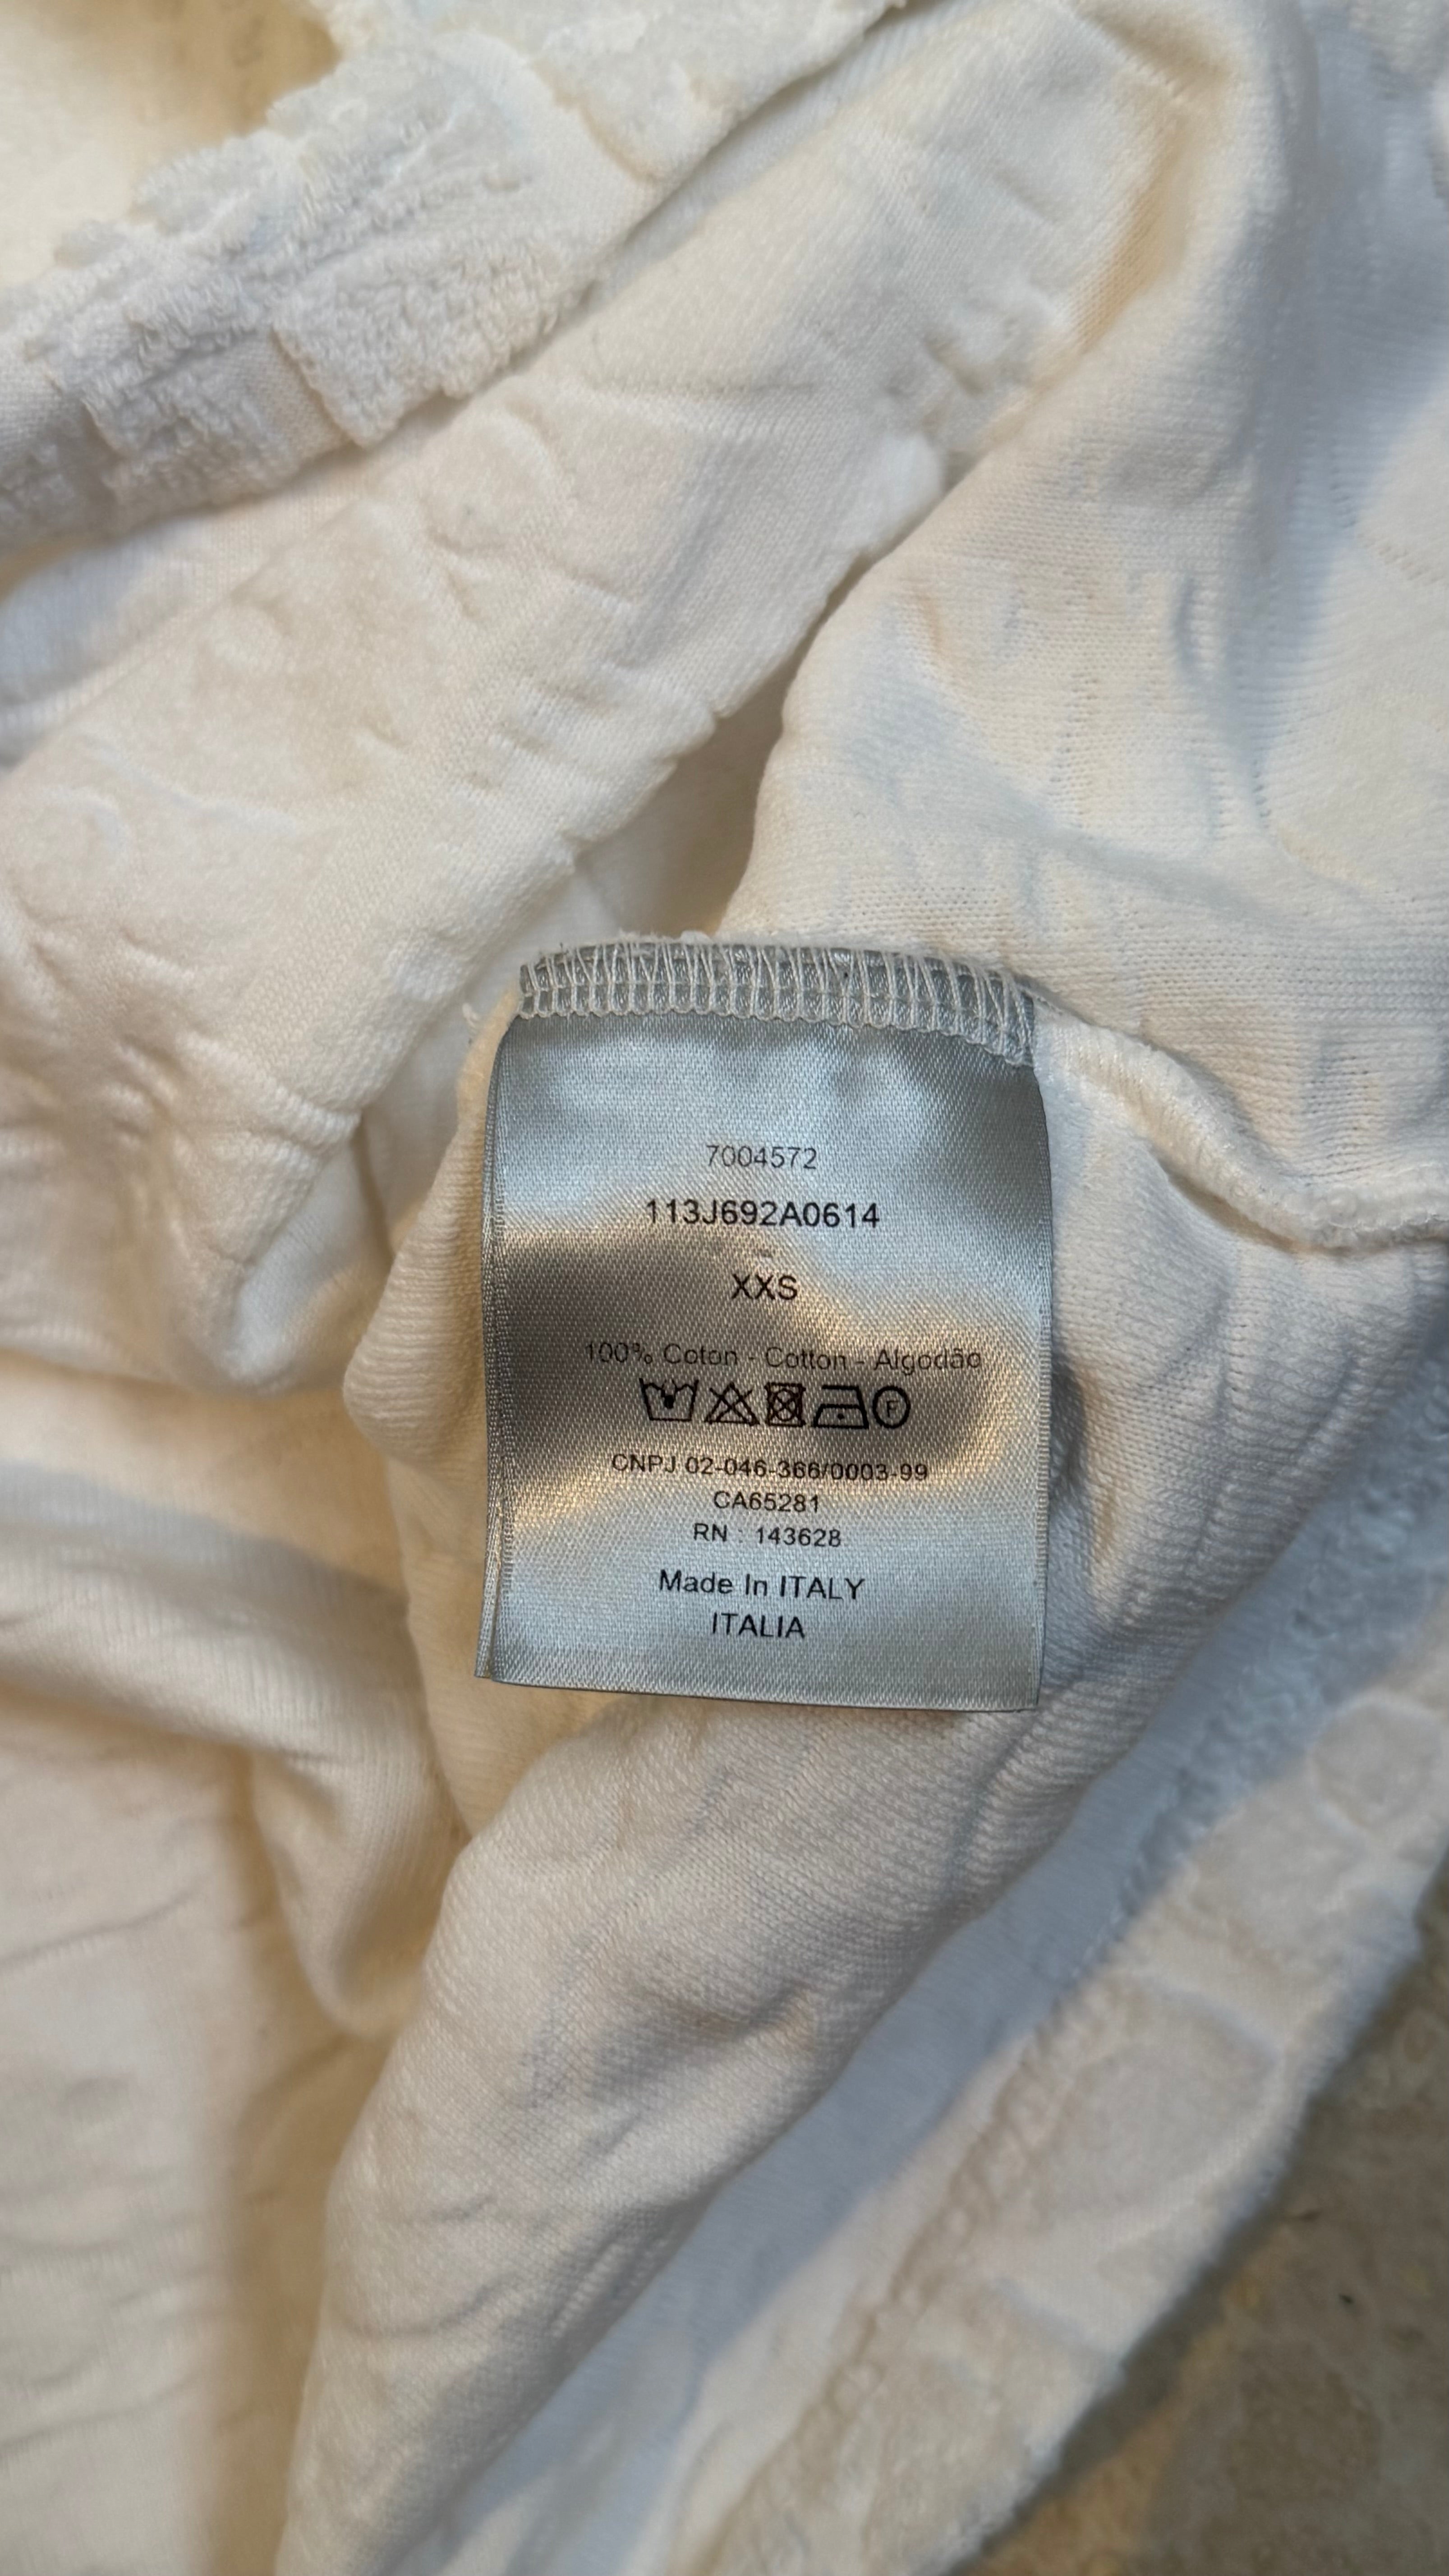 7004572
113J692A0614
XXS
100% Coton - Cotton - Algodão
F
CNPJ 02-046-366/0003-99
CA65281
RN : 143628
Made In ITALY
ITALIA